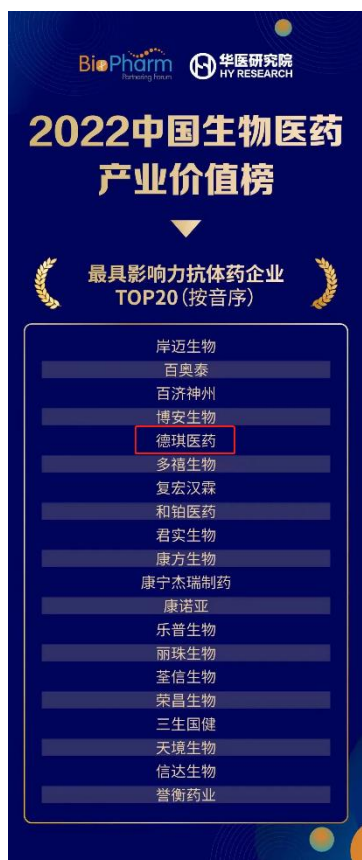 BioPharm
Partnering Forum
华医研究院
HY RESEARCH
2022中国生物医药
产业价值榜
最具影响力抗体药企业
TOP20(按音序)
岸迈生物
百奥泰
百济神州
博安生物
德琪医药
多禧生物
复宏汉霖
和铂医药
君实生物
康方生物
康宁杰瑞制药
康诺亚
乐普生物
丽珠生物
荃信生物
荣昌生物
三生国健
天境生物
信达生物
誉衡药业